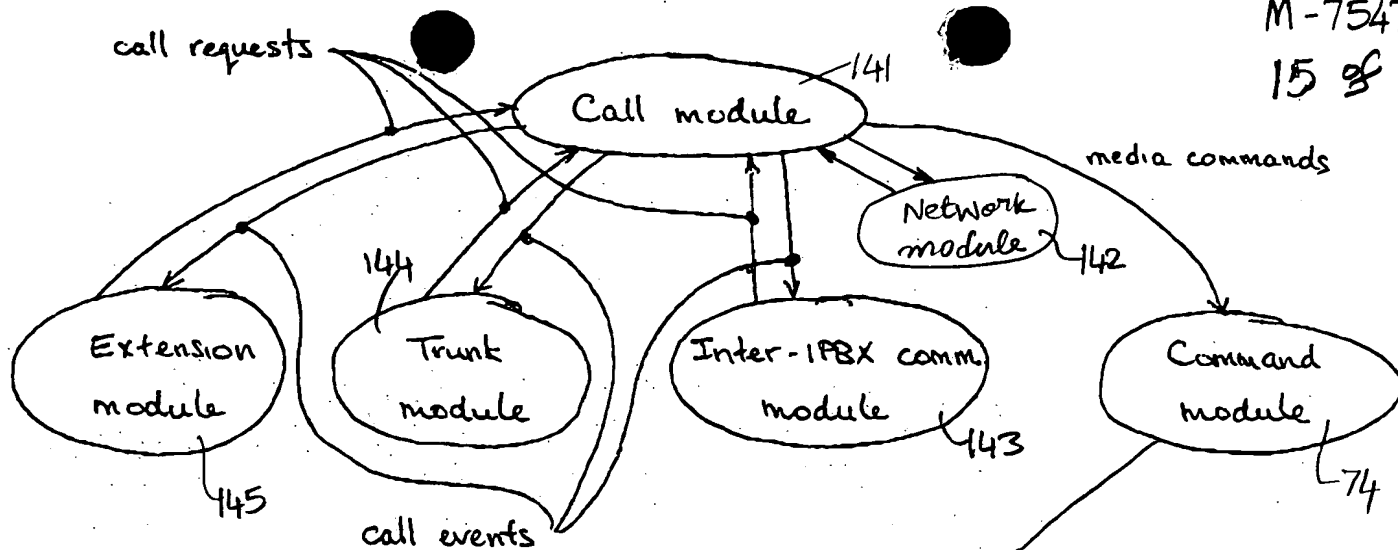 M-754
15 of
call requests
141
Call module
media commands
Network
module
142
144
Extension
module
Trunk
module
Inter-IPBX comm.
module
Command
module
145
143
74
call events